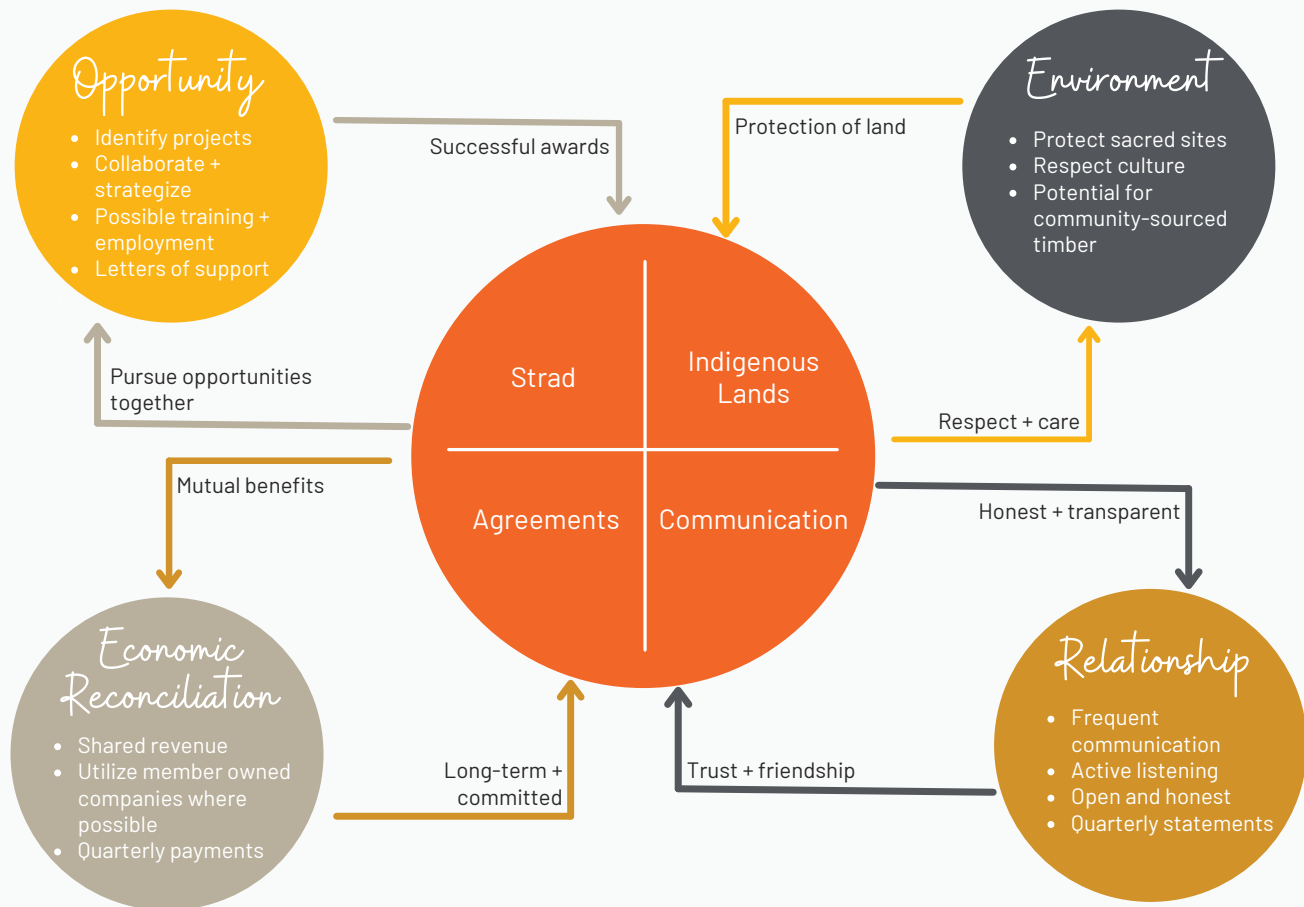 Opportunity
• Identify projects
• Collaborate +
strategize
• Possible training +
employment
• Letters of support
Successful awards
Protection of land
Environment
• Protect sacred sites
• Respect culture
• Potential for
community-sourced
timber
Pursue opportunities
together
Strad
Indigenous
Lands
Respect + care
Mutual benefits
Agreements
Communication
Honest + transparent
Economic
Reconciliation
• Shared revenue
• Utilize member owned
companies where
possible
• Quarterly payments
Long-term +
committed
Trust + friendship
Relationship
• Frequent
communication
• Active listening
• Open and honest
• Quarterly statements